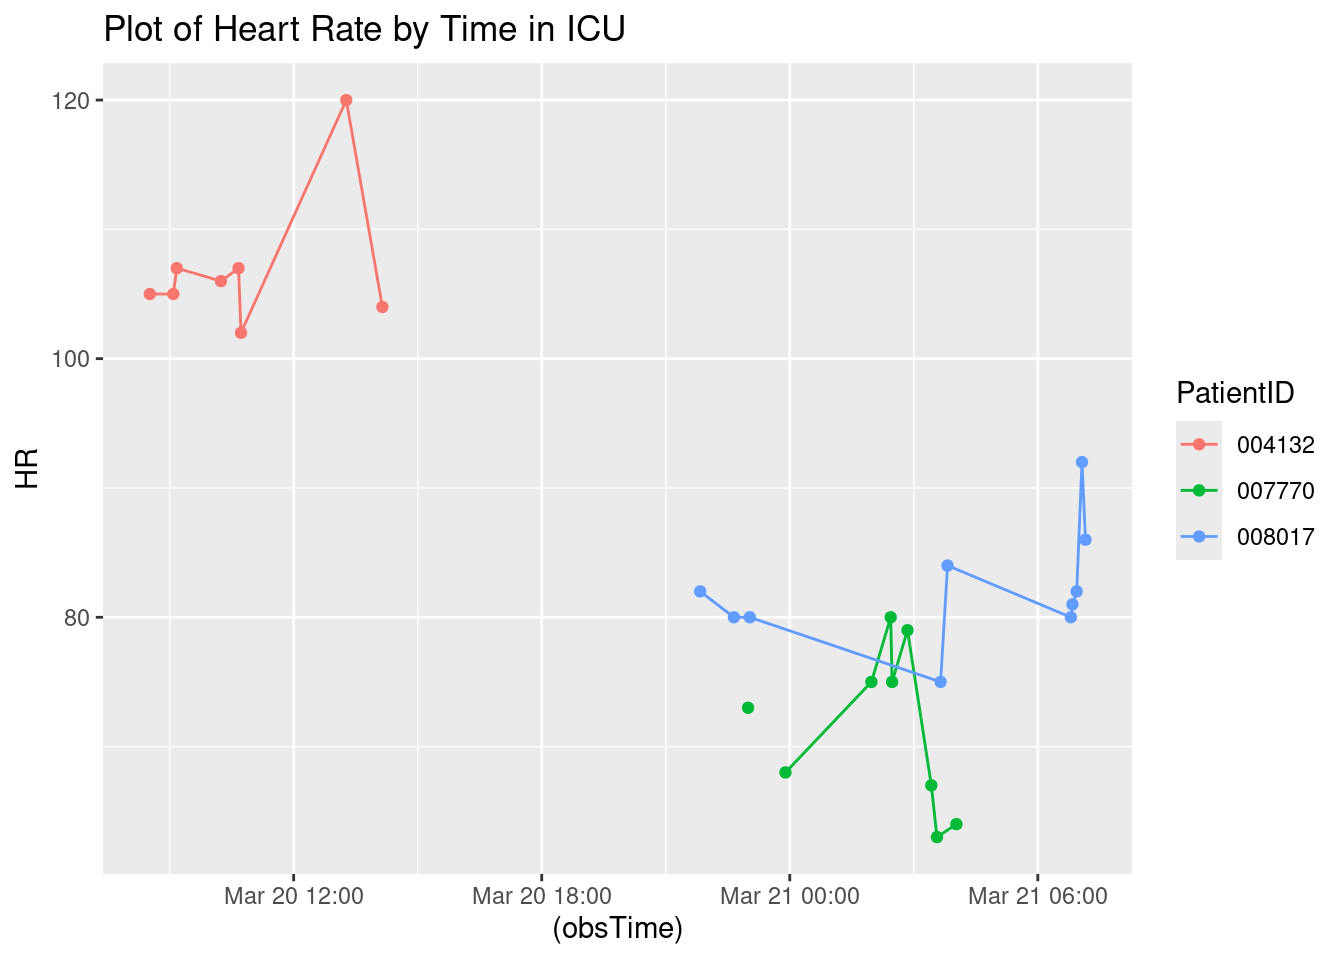 Plot of Heart Rate by Time in ICU
120
100
80
HR
Mar 20 12:00
Mar 20 18:00
Mar 21 00:00
Mar 21 06:00
(obsTime)
PatientID
004132
007770
008017